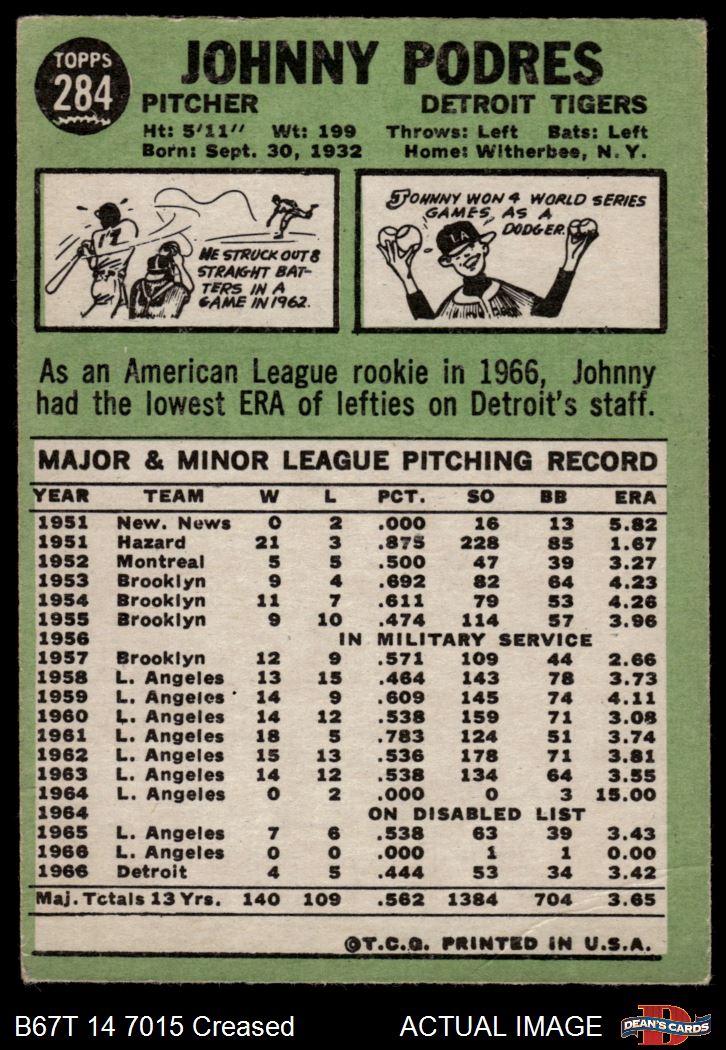 TOPPS
284
JOHNNY PODRES
PITCHER DETROIT TIGERS
Ht: 5'11" Wt: 199 Throws: Left Bats: Left
Born: Sept. 30, 1932 Home: Witherbee, N.Y.
17
HE STRUCK OUT 8
STRAIGHT BAT-
TERS IN A
GAME IN 1962.
JOHNNY WON 4 WORLD SERIES
GAMES, AS A
DODGER.
LA
As an American League rookie in 1966, Johnny
had the lowest ERA of lefties on Detroit's staff.
MAJOR & MINOR LEAGUE PITCHING RECORD
YEAR TEAM W L PCT. SO BB ERA
1951 New. News 0 2 .000 16 13 5.82
1951 Hazard 21 3 .875 228 85 1.67
1952 Montreal 5 5 .500 47 39 3.27
1953 Brooklyn 9 4 .692 82 64 4.23
1954 Brooklyn 11 7 .611 79 53 4.26
1955 Brooklyn 9 10 .474 114 57 3.96
1956 IN MILITARY SERVICE
1957 Brooklyn 12 9 .571 109 44 2.66
1958 L. Angeles 13 15 .464 143 78 3.73
1959 L. Angeles 14 9 .609 145 74 4.11
1960 L. Angeles 14 12 .538 159 71 3.08
1961 L. Angeles 18 5 .783 124 51 3.74
1962 L. Angeles 15 13 .536 178 71 3.81
1963 L. Angeles 14 12 .538 134 64 3.55
1964 L. Angeles 0 2 .000 0 3 15.00
1964 ON DISABLED LIST
1965 L. Angeles 7 6 .538 63 39 3.43
1966 L. Angeles 0 0 .000 1 1 0.00
1966 Detroit 4 5 .444 53 34 3.42
Maj. Totals 13 Yrs. 140 109 .562 1384 704 3.65
©T.C.G. PRINTED IN U.S.A.
B67T 14 7015 Creased ACTUAL IMAGE
D
DEAN'S CARDS